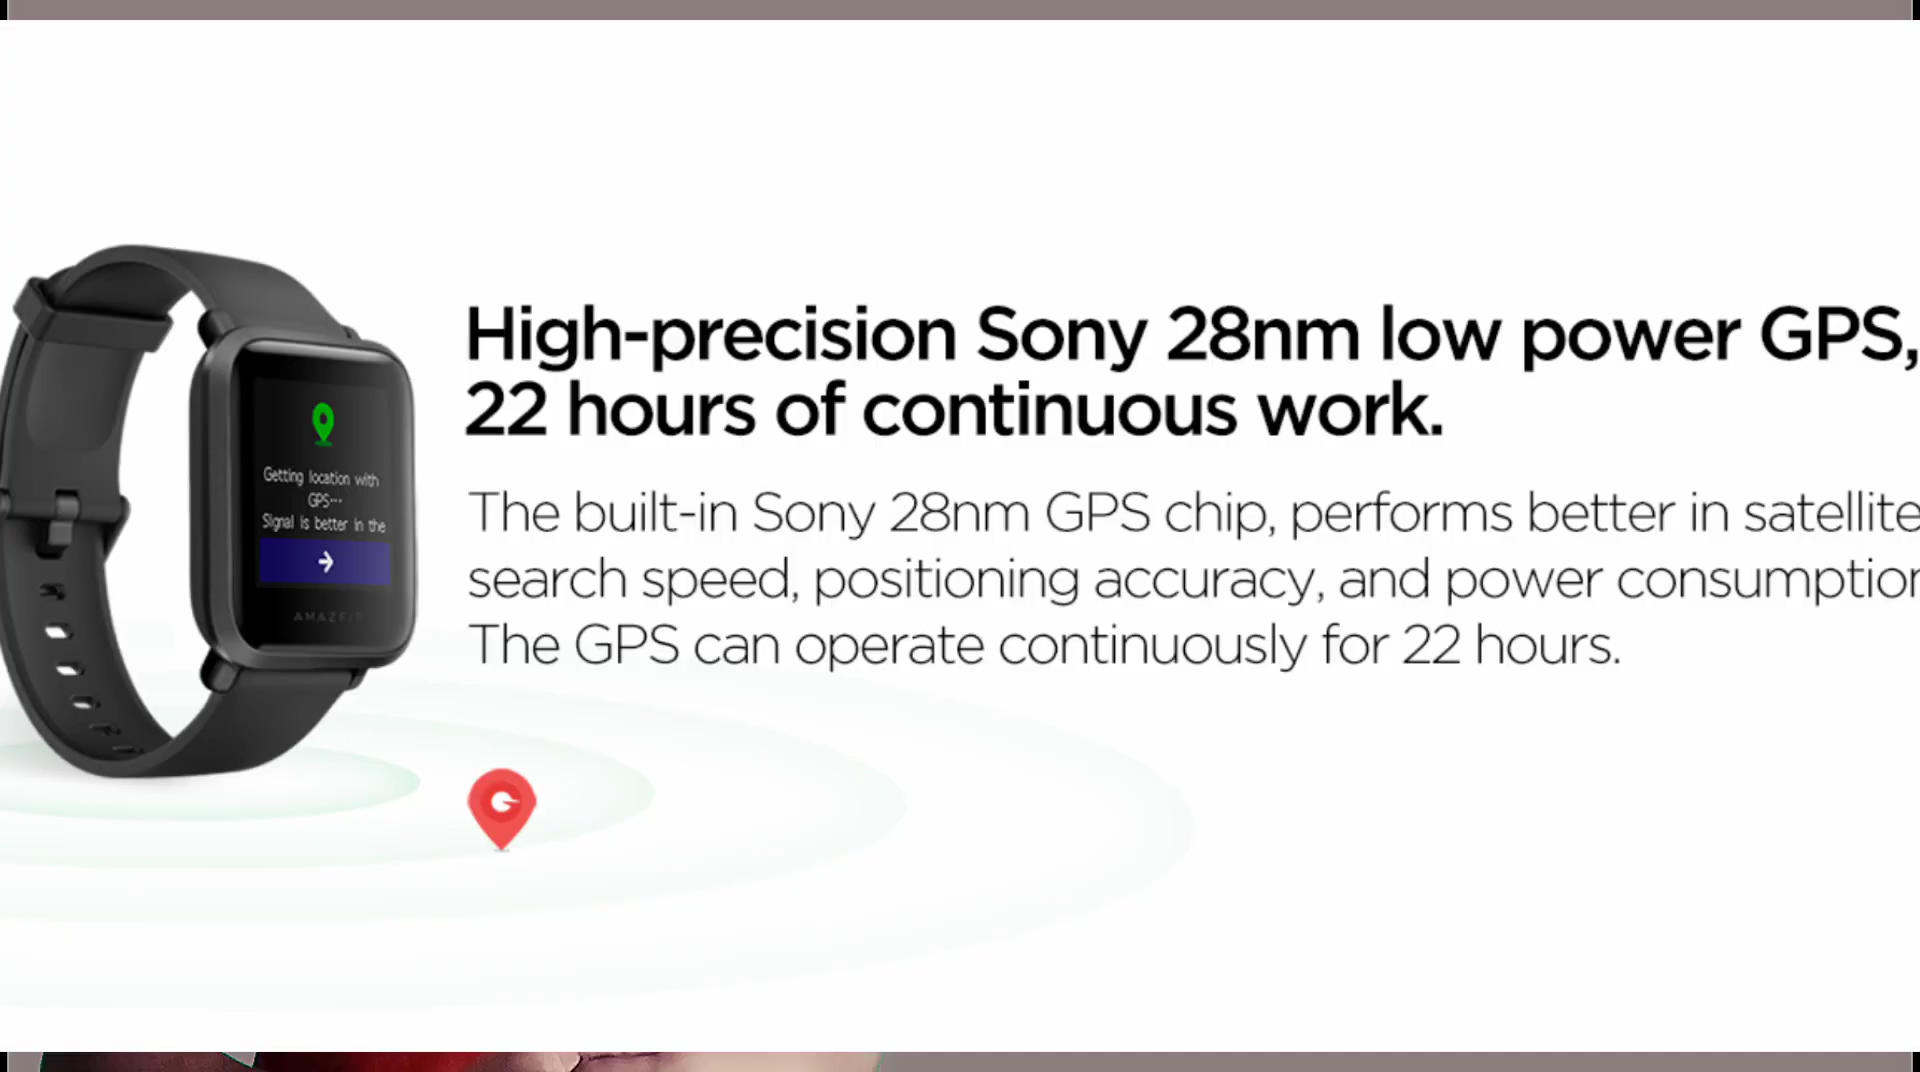 High-precision Sony 28nm low power GPS,
22 hours of continuous work.
The built-in Sony 28nm GPS chip, performs better in satellite
search speed, positioning accuracy, and power consumption
The GPS can operate continuously for 22 hours.
Getting location with
GPS···
Signal is better in the
AMAZFIT